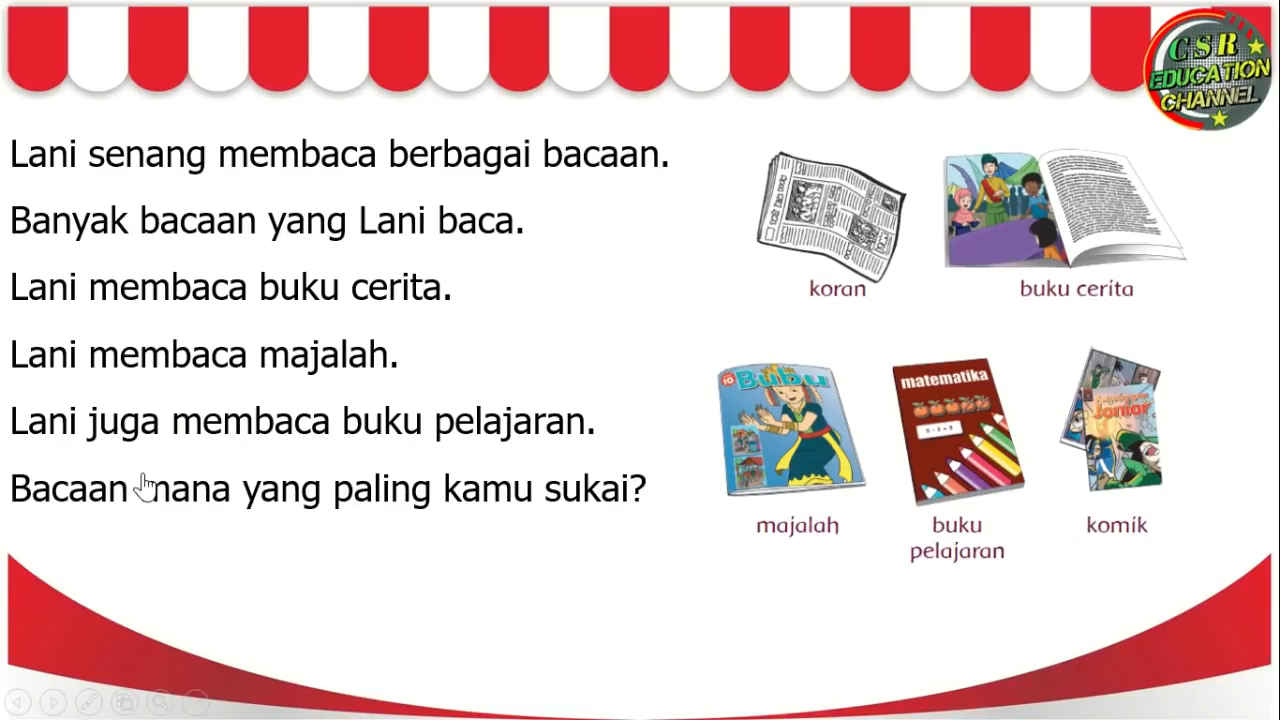 CSR
EDUCATION
CHANNEL
Lani senang membaca berbagai bacaan.
Banyak bacaan yang Lani baca.
Lani membaca buku cerita.
Lani membaca majalah.
Lani juga membaca buku pelajaran.
Bacaan mana yang paling kamu sukai?
koran
buku cerita
10
Bubu
majalah
matematika
buku
pelajaran
Junior
komik